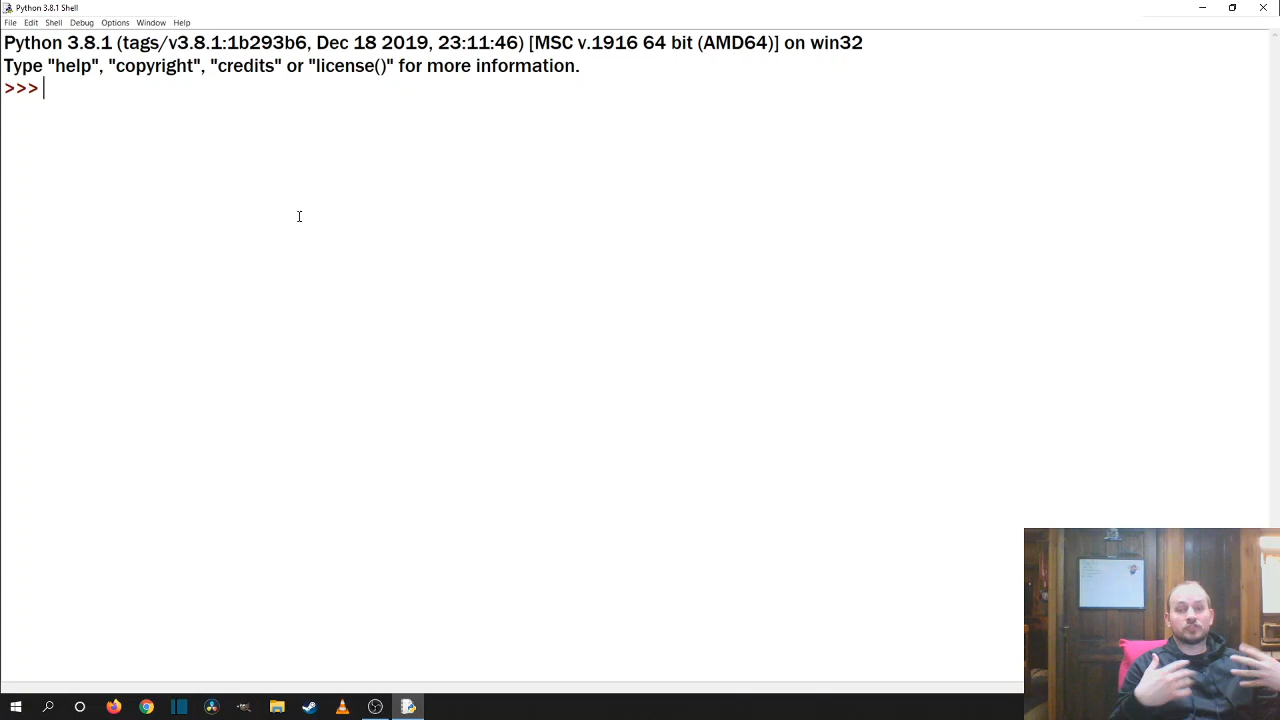 Python 3.8.1 Shell
File Edit Shell Debug Options Window Help
Python 3.8.1 (tags/v3.8.1:1b293b6, Dec 18 2019, 23:11:46) [MSC v.1916 64 bit (AMD64)] on win32
Type "help", "copyright", "credits" or "license()" for more information.
>>>